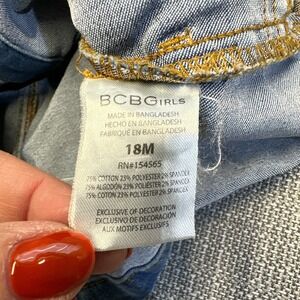 BCBGIRLS
MADE IN BANGLADESH
HECHO EN BANGLADESH
FABRIQUÉ EN BANGLADESH
18M
RN#154565
75% COTTON 23% POLYESTER 2% SPANDEX
75% ALGODÓN 23% POLIÉSTER 2% SPANDEX
75% COTON 23% POLYESTER 2% SPANDEX
EXCLUSIVE OF DECORATION
EXCLUSIVO DE DECORACIÓN
AUX MOTIFS EXCLUSIFS